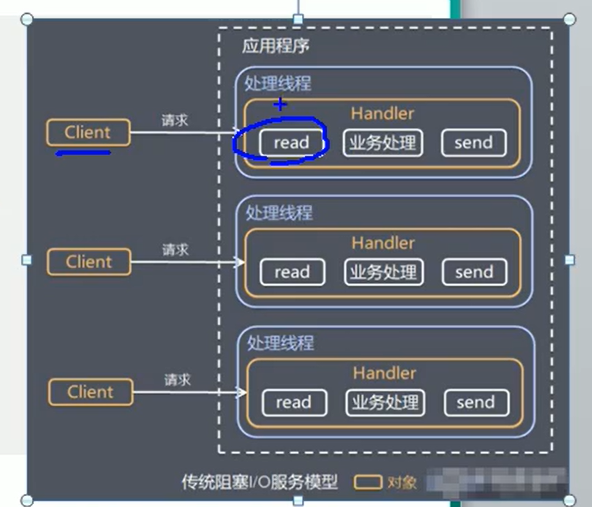 应用程序
处理线程
Handler
Client
请求
read
业务处理
send
处理线程
Handler
Client
请求
read
业务处理
send
处理线程
Handler
Client
请求
read
业务处理
send
传统阻塞I/O服务模型
对象